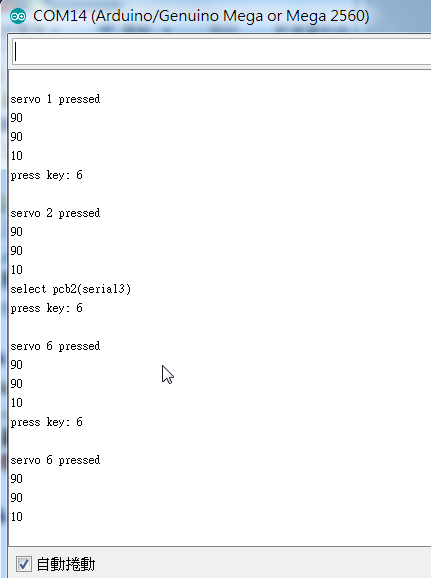 COM14 (Arduino/Genuino Mega or Mega 2560)
servo 1 pressed
90
90
10
press key: 6
servo 2 pressed
90
90
10
select pcb2(serial3)
press key: 6
servo 6 pressed
90
90
10
press key: 6
servo 6 pressed
90
90
10
自動捲動